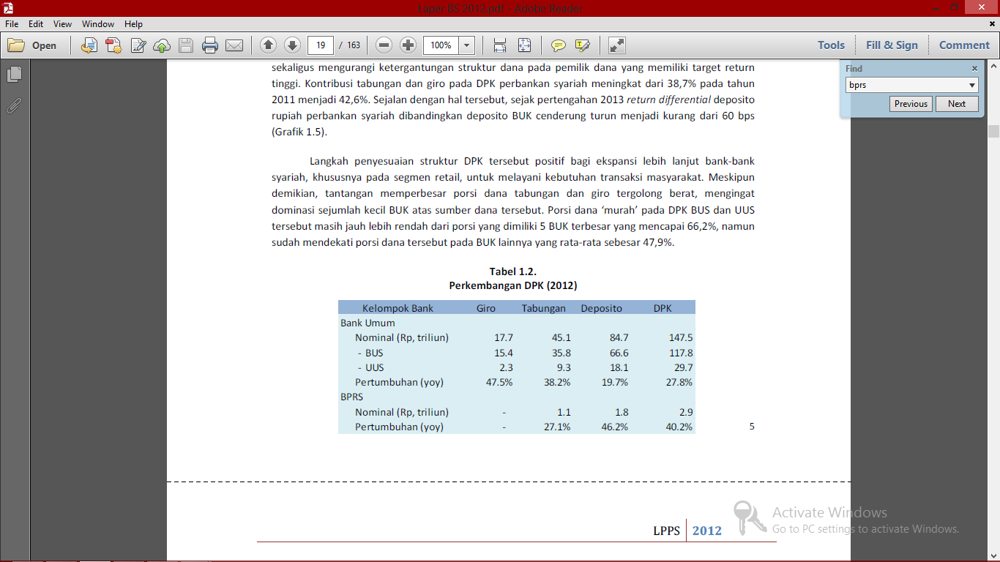 Laper BS 2012.pdf - Adobe Reader
File Edit View Window Help
Open 19 / 163 100% Tools Fill & Sign Comment
Find
bprs
Previous Next
sekaligus mengurangi ketergantungan struktur dana pada pemilik dana yang memiliki target return
tinggi. Kontribusi tabungan dan giro pada DPK perbankan syariah meningkat dari 38,7% pada tahun
2011 menjadi 42,6%. Sejalan dengan hal tersebut, sejak pertengahan 2013 return differential deposito
rupiah perbankan syariah dibandingkan deposito BUK cenderung turun menjadi kurang dari 60 bps
(Grafik 1.5).
Langkah penyesuaian struktur DPK tersebut positif bagi ekspansi lebih lanjut bank-bank
syariah, khususnya pada segmen retail, untuk melayani kebutuhan transaksi masyarakat. Meskipun
demikian, tantangan memperbesar porsi dana tabungan dan giro tergolong berat, mengingat
dominasi sejumlah kecil BUK atas sumber dana tersebut. Porsi dana ‘murah’ pada DPK BUS dan UUS
tersebut masih jauh lebih rendah dari porsi yang dimiliki 5 BUK terbesar yang mencapai 66,2%, namun
sudah mendekati porsi dana tersebut pada BUK lainnya yang rata-rata sebesar 47,9%.
Tabel 1.2.
Perkembangan DPK (2012)
Kelompok Bank Giro Tabungan Deposito DPK
Bank Umum
Nominal (Rp, triliun) 17.7 45.1 84.7 147.5
- BUS 15.4 35.8 66.6 117.8
- UUS 2.3 9.3 18.1 29.7
Pertumbuhan (yoy) 47.5% 38.2% 19.7% 27.8%
BPRS
Nominal (Rp, triliun) - 1.1 1.8 2.9
Pertumbuhan (yoy) - 27.1% 46.2% 40.2%
5
LPPS 2012
Activate Windows
Go to PC settings to activate Windows.